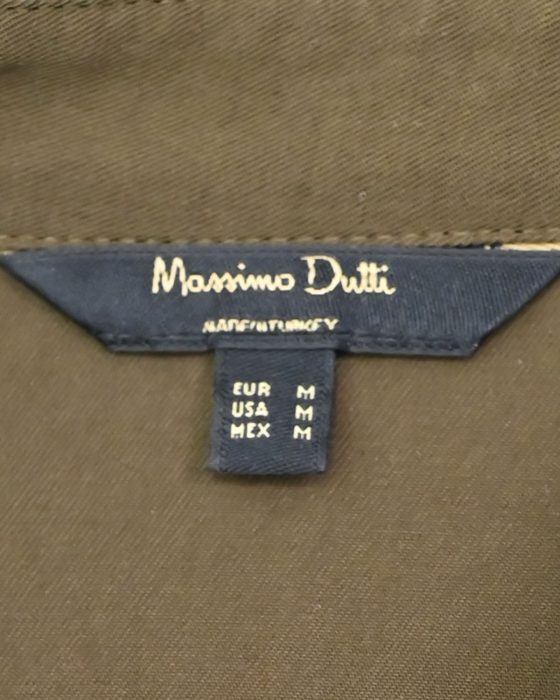 Massimo Dutti
MADE IN TURKEY
EUR M
USA M
MEX M